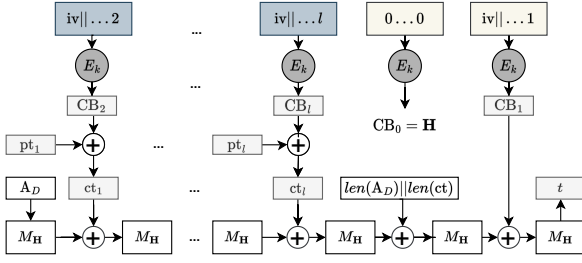 iv||...2 ... iv||...l 0...0 iv||...1
E_k E_k E_k E_k
...
CB_2 CB_l CB_1
CB_0 = H
pt_1 ... pt_l
A_D ct_1 ... ct_l len(A_D)||len(ct) t
M_H M_H ... M_H M_H M_H M_H